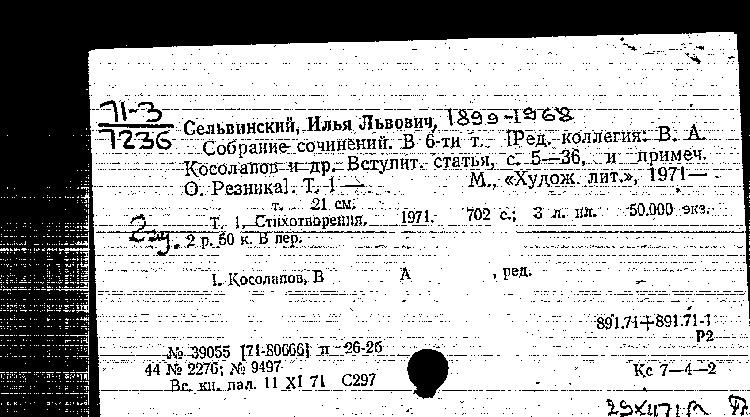 71-3
7236
Сельвинский, Илья Львович, 1899-1968
Собрание сочинений. В 6-ти т. [Ред. коллегия: В. А.
Косолапов и др. Вступит. статья, с. 5—36, и примеч.
О. Резника]. Т. 1 — М., «Худож. лит.», 1971—
т. 21 см.
Т. 1, Стихотворения. 1971. 702 с.; 3 л. ил. 50.000 экз.
2 р. 50 к. В пер.
I. Косолапов, В А , ред.
891.71+891.71-1
Р2
№ 39055 [71-80666] п 26-26
44 № 2276; № 9497
Вс. кн. пал. 11 XI 71 С297
Кс 7—4—2